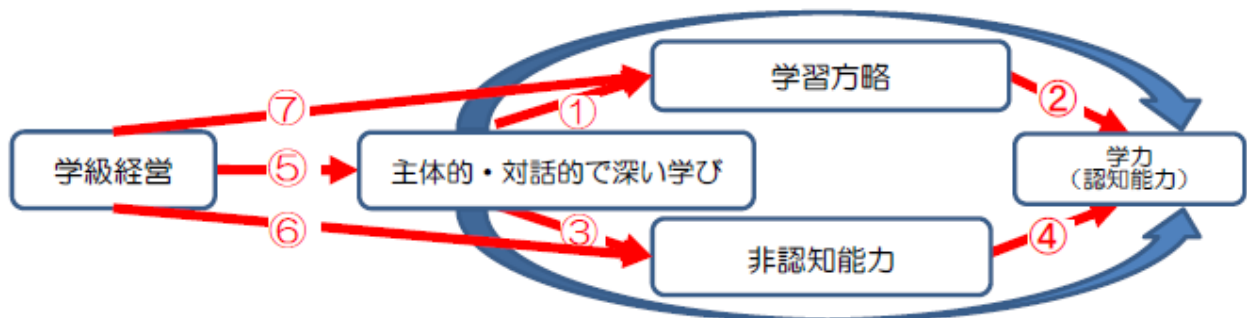 学習方略
⑦
①
②
学級経営
⑤
主体的・対話的で深い学び
学力
（認知能力）
⑥
③
④
非認知能力